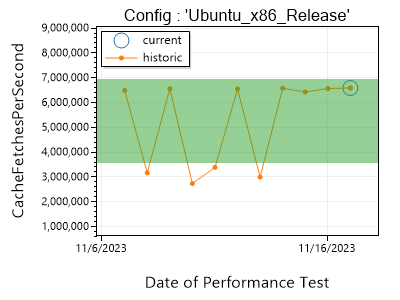 Config : 'Ubuntu_x86_Release'
9,000,000
8,000,000
7,000,000
6,000,000
5,000,000
4,000,000
3,000,000
2,000,000
1,000,000
CacheFetchesPerSecond
current
historic
11/6/2023
11/16/2023
Date of Performance Test